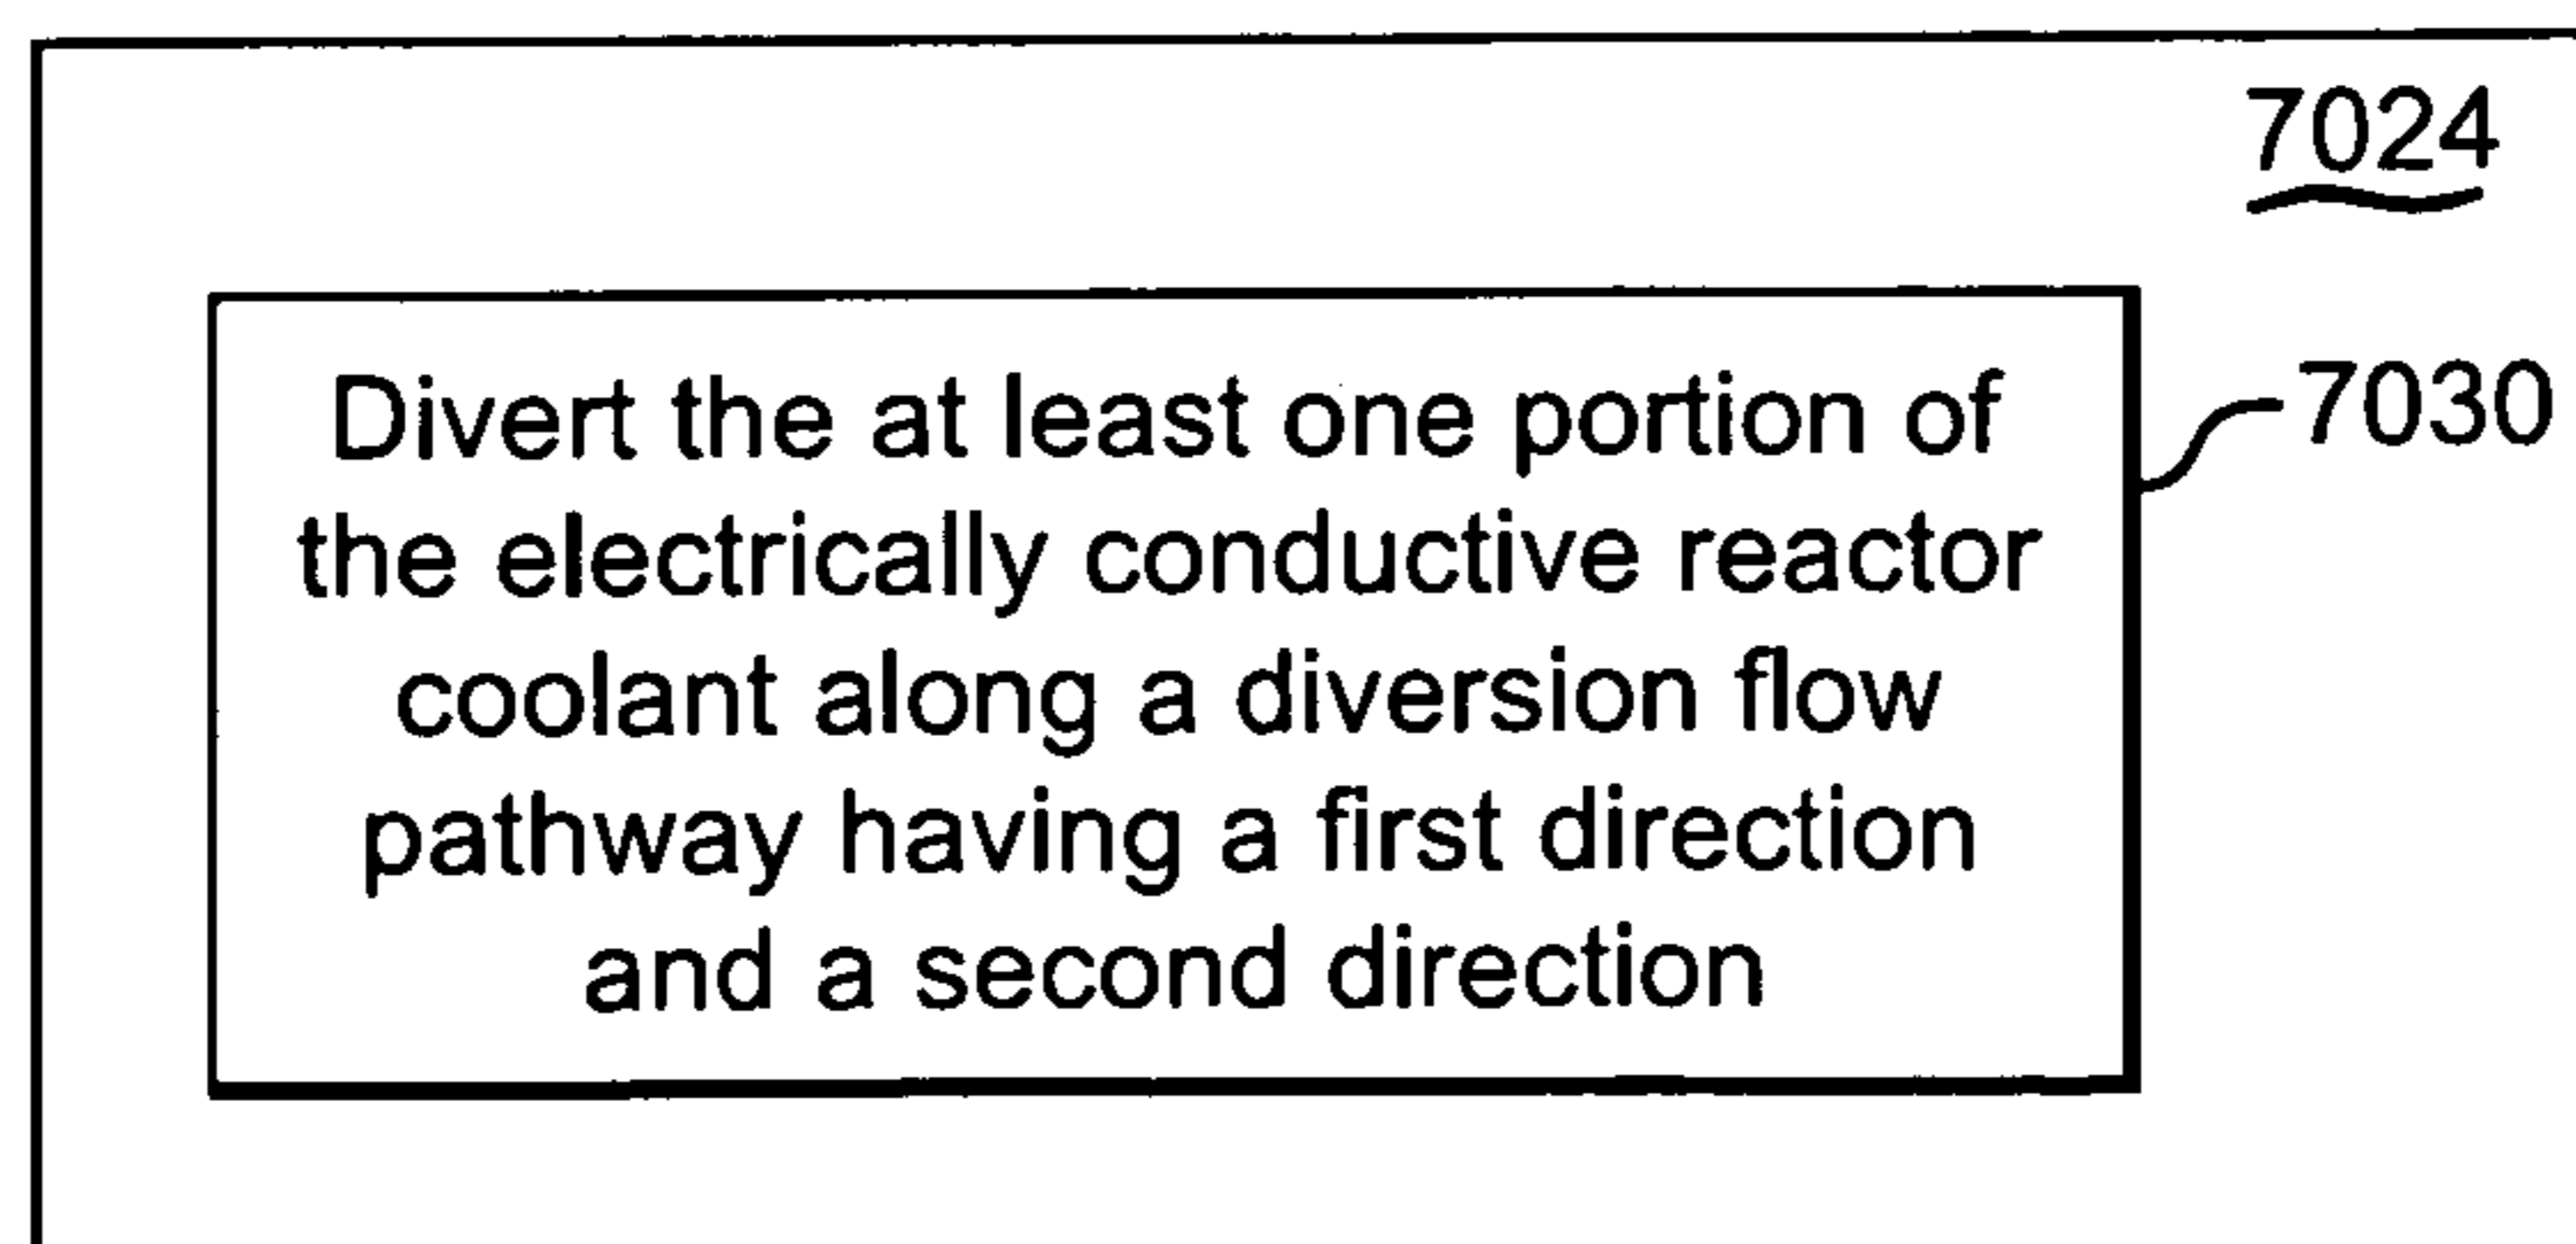 7024
Divert the at least one portion of
7030
the electrically conductive reactor
coolant along a diversion flow
pathway having a first direction
and a second direction